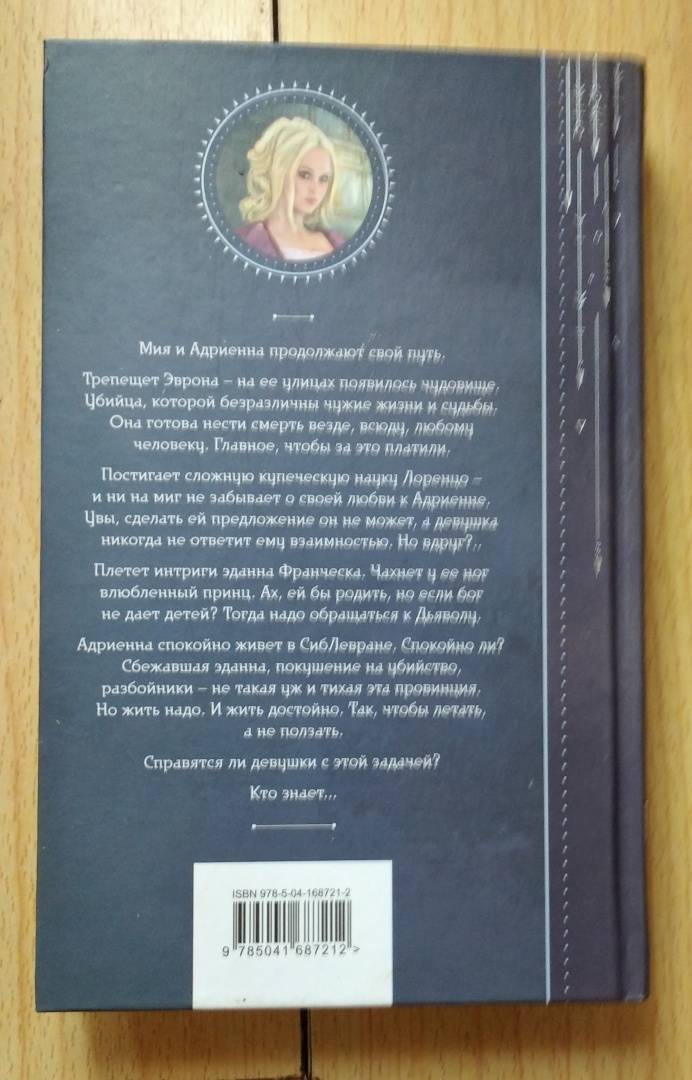 Мия и Адриенна продолжают свой путь.
Трепещет Эврона – на ее улицах появилось чудовище.
Убийца, которой безразличны чужие жизни и судьбы.
Она готова нести смерть везде, всюду, любому
человеку. Главное, чтобы за это платили.
Постигает сложную купеческую науку Лоренцо –
и ни на миг не забывает о своей любви к Адриенне.
Увы, сделать ей предложение он не может, а девушка
никогда не ответит ему взаимностью. Но вдруг?..
Плетет интриги эданна Франческа. Чахнет у ее ног
влюбленный принц. Ах, ей бы родить, но если бог
не дает детей? Тогда надо обращаться к Дьяволу.
Адриенна спокойно живет в СибЛевране. Спокойно ли?
Сбежавшая эданна, покушение на убийство,
разбойники – не такая уж и тихая эта провинция.
Но жить надо. И жить достойно. Так, чтобы летать,
а не ползать.
Справятся ли девушки с этой задачей?
Кто знает...
ISBN 978-5-04-168721-2
9 785041 687212 >